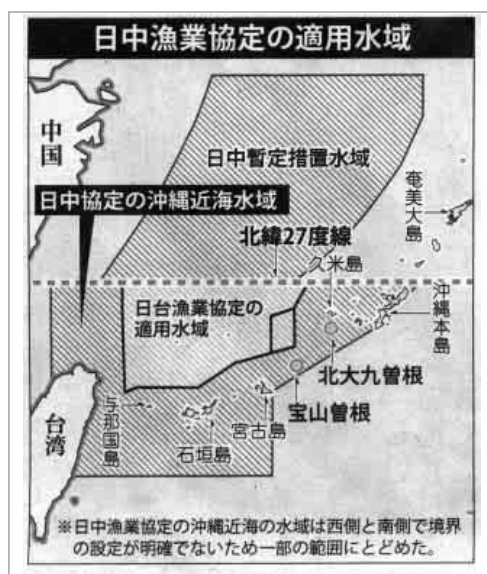 日中漁業協定の適用水域
中国
日中暫定措置水域
奄美大島
日中協定の沖縄近海水域
北緯27度線
久米島
日台漁業協定の
適用水域
沖縄本島
北大九曽根
宝山曽根
台湾
与那国島
石垣島
宮古島
※日中漁業協定の沖縄近海の水域は西側と南側で境界
の設定が明確でないため一部の範囲にとどめた。